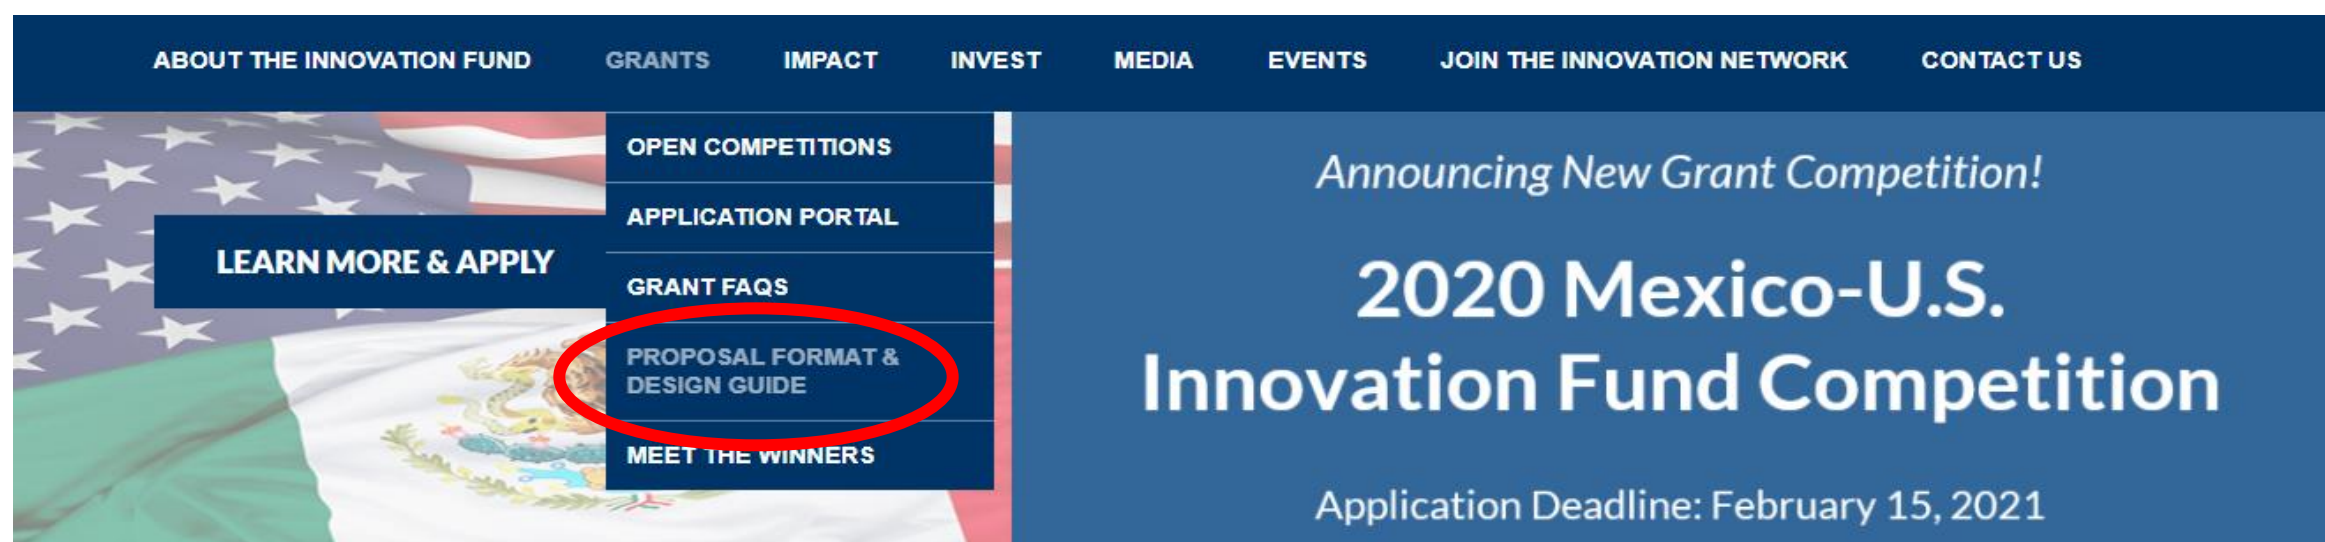 ABOUT THE INNOVATION FUND GRANTS IMPACT INVEST MEDIA EVENTS JOIN THE INNOVATION NETWORK CONTACT US
LEARN MORE & APPLY
OPEN COMPETITIONS
APPLICATION PORTAL
GRANT FAQS
PROPOSAL FORMAT &
DESIGN GUIDE
MEET THE WINNERS
Announcing New Grant Competition!
2020 Mexico-U.S.
Innovation Fund Competition
Application Deadline: February 15, 2021